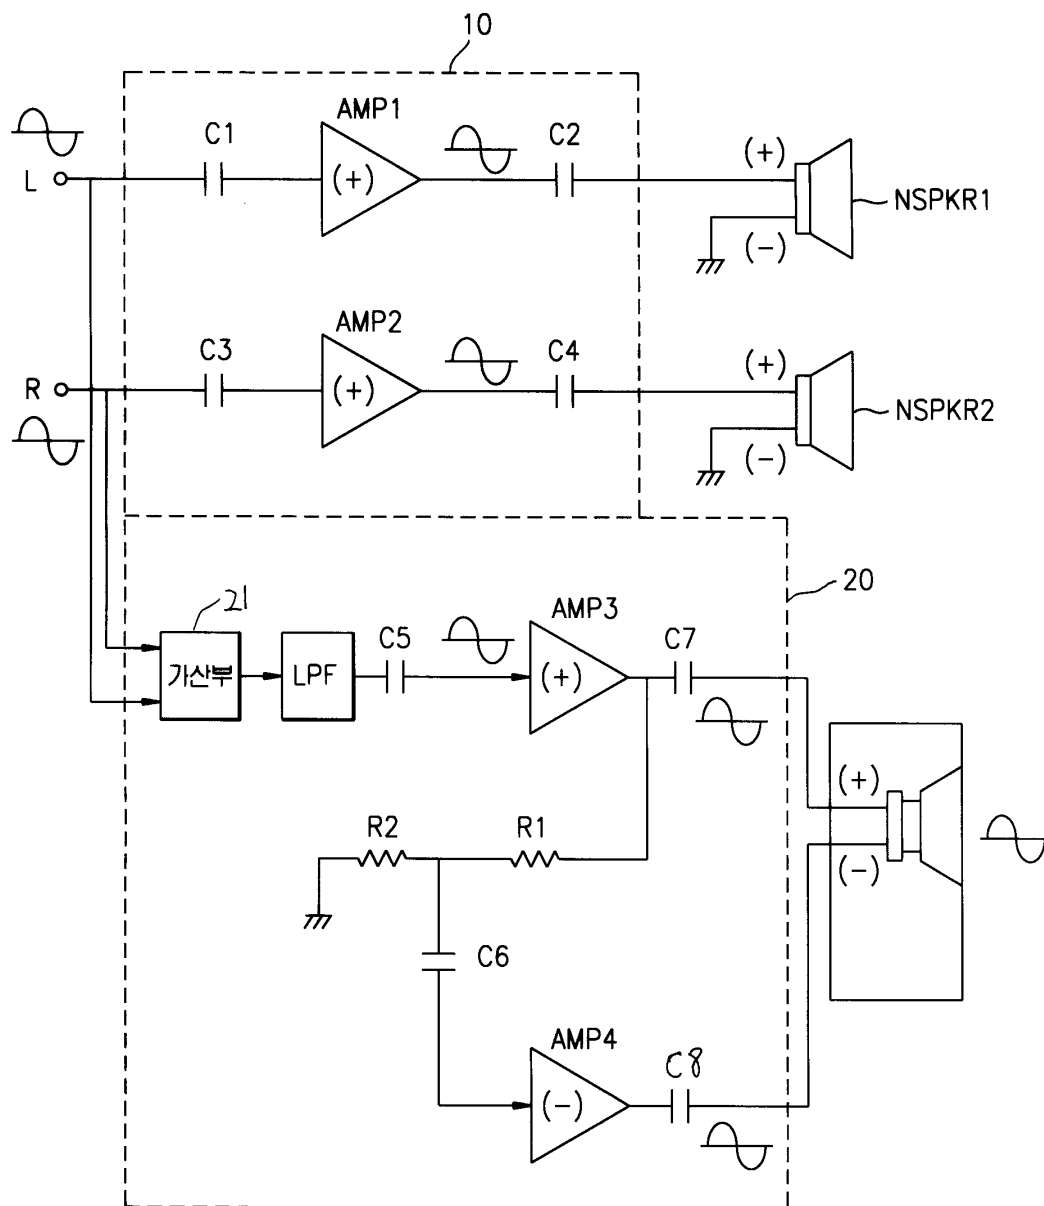 10
AMP1
C1
C2
(+)
(+)
L
NSPKR1
(-)
AMP2
C3
C4
(+)
(+)
R
NSPKR2
(-)
20
21
AMP3
C5
C7
가산부
LPF
(+)
(+)
R2
R1
(-)
C6
AMP4
C8
(-)